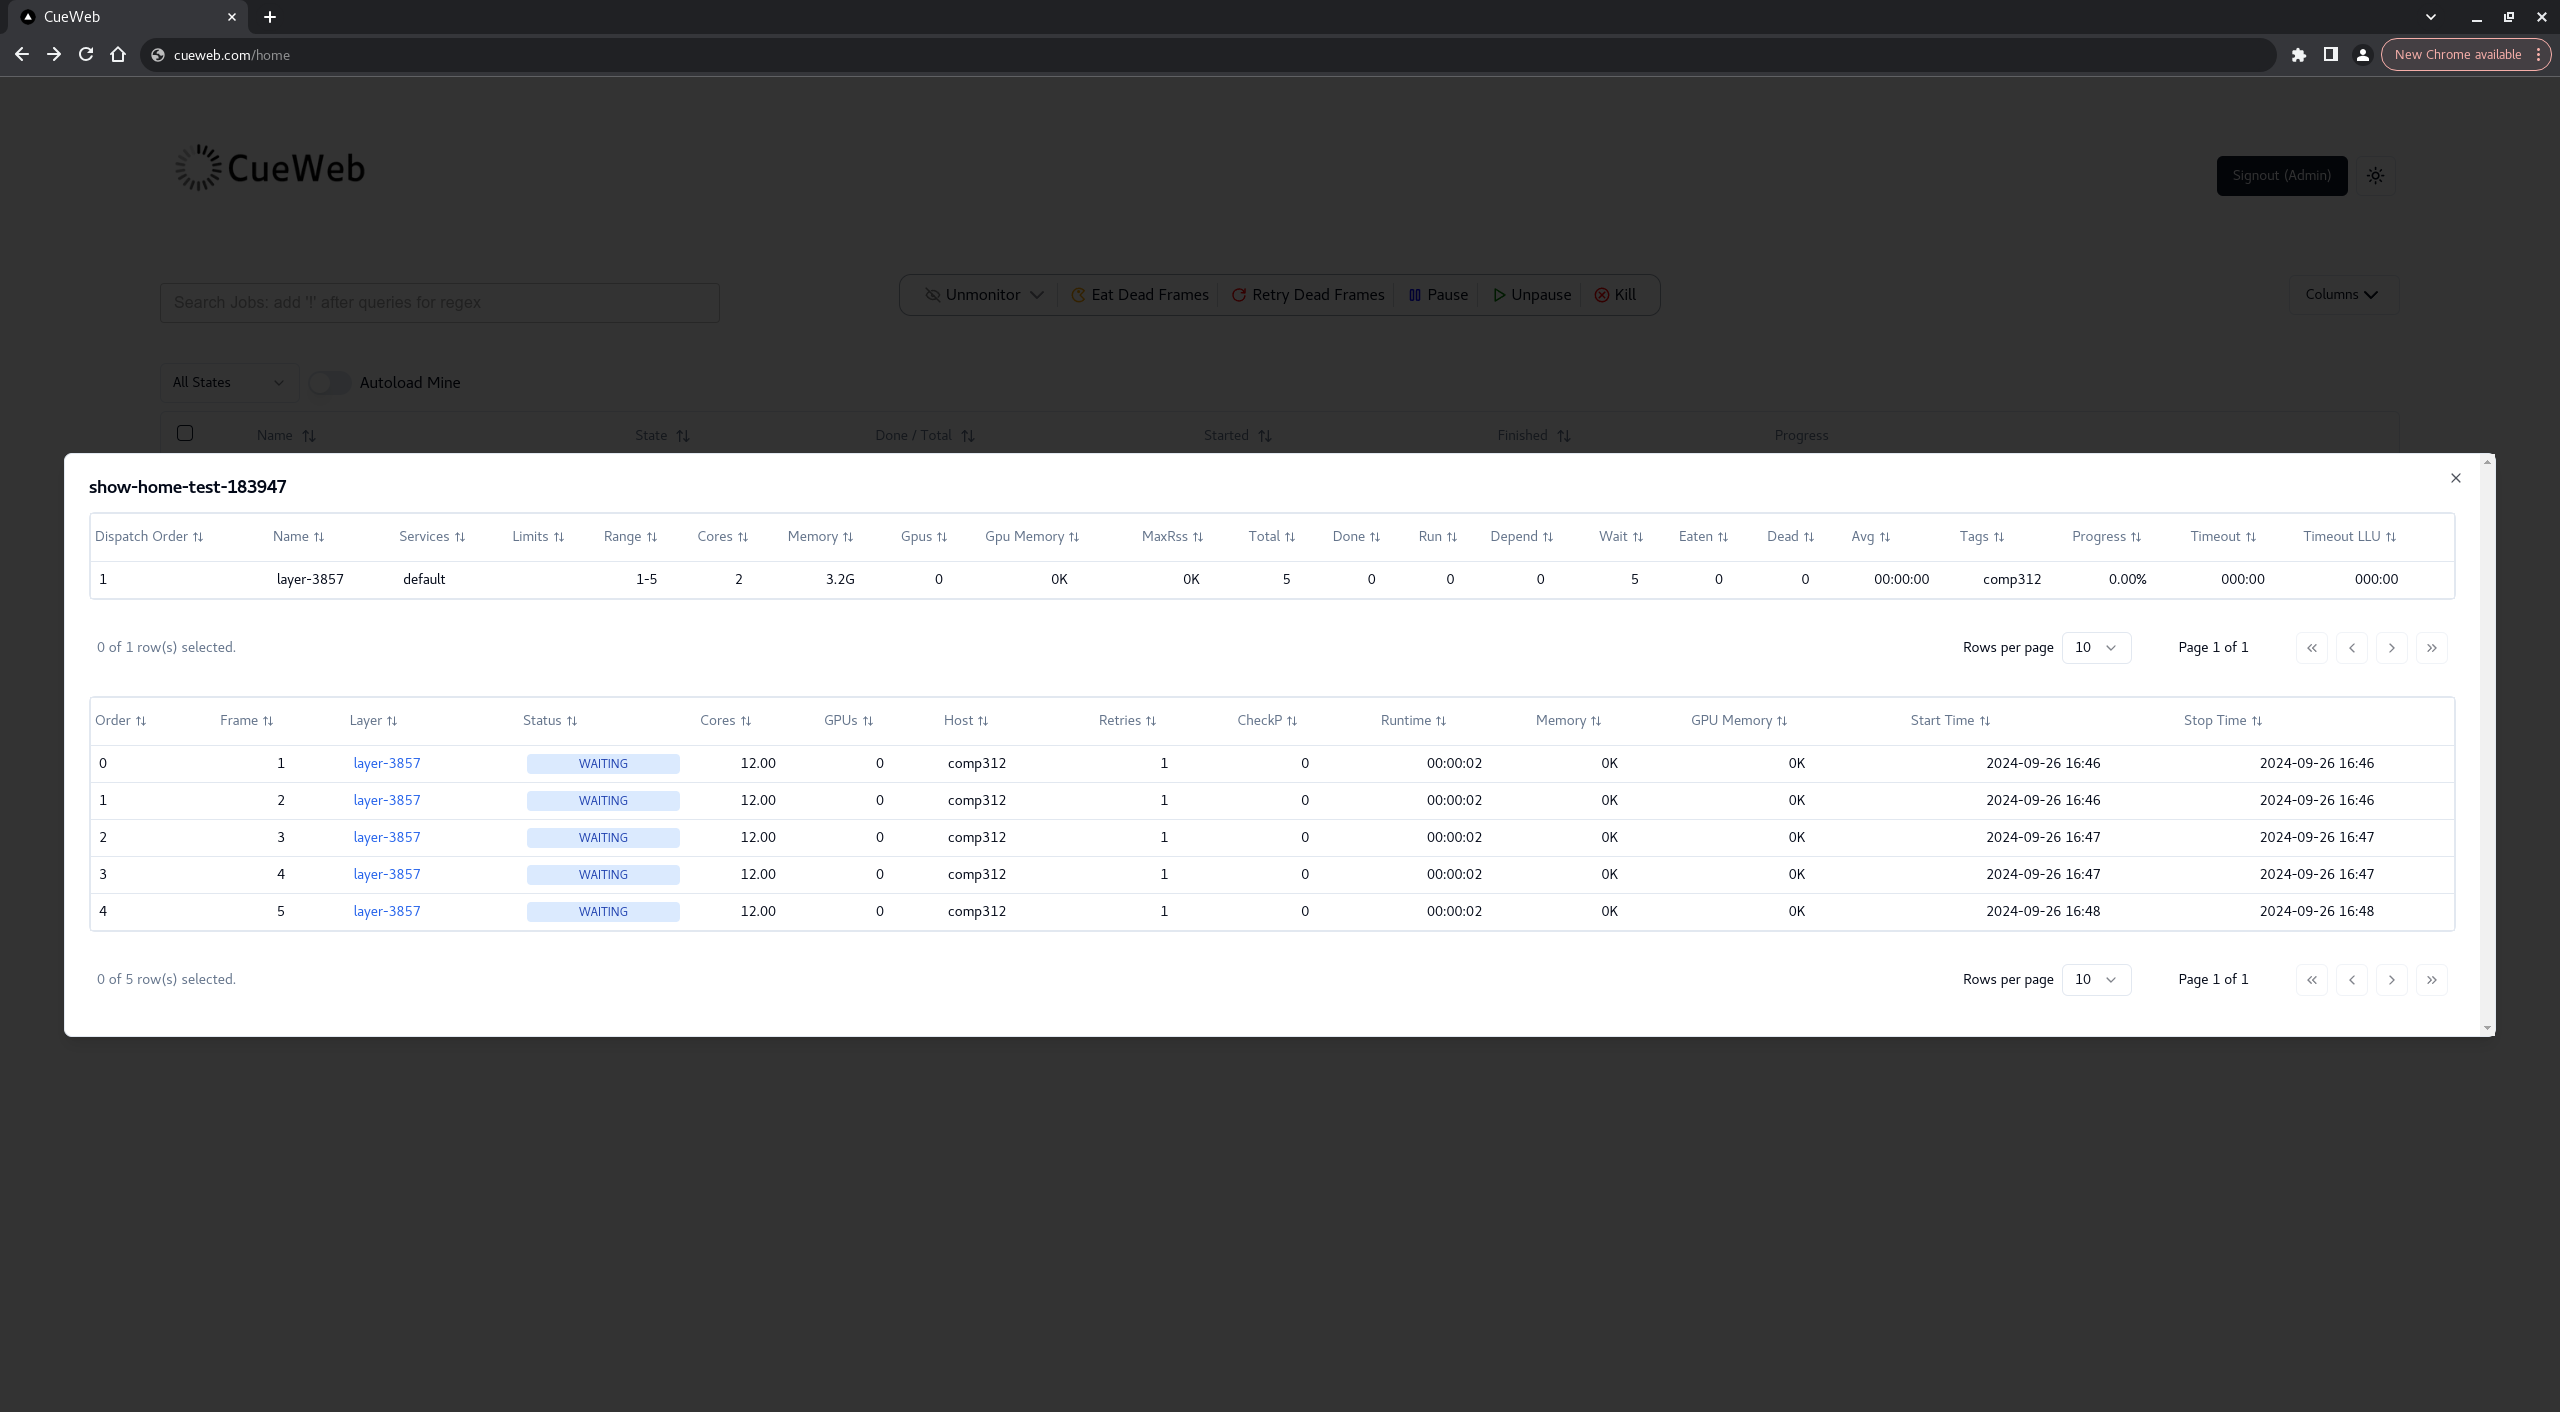 CueWeb
cueweb.com/home
New Chrome available
CueWeb
Signout (Admin)
Search Jobs; add '!' after queries for regex
Unmonitor Eat Dead Frames Retry Dead Frames Pause Unpause Kill
Columns
All States Autoload Mine
Name State Done / Total Started Finished Progress
show-home-test-183947
Dispatch Order Name Services Limits Range Cores Memory Gpus Gpu Memory MaxRss Total Done Run Depend Wait Eaten Dead Avg Tags Progress Timeout Timeout LLU
1 layer-3857 default 1-5 2 3.2G 0 0K 0K 5 0 0 0 5 0 0 00:00:00 comp312 0.00% 000:00 000:00
0 of 1 row(s) selected. Rows per page 10 Page 1 of 1
Order Frame Layer Status Cores GPUs Host Retries CheckP Runtime Memory GPU Memory Start Time Stop Time
0 1 layer-3857 WAITING 12.00 0 comp312 1 0 00:00:02 0K 0K 2024-09-26 16:46 2024-09-26 16:46
1 2 layer-3857 WAITING 12.00 0 comp312 1 0 00:00:02 0K 0K 2024-09-26 16:46 2024-09-26 16:46
2 3 layer-3857 WAITING 12.00 0 comp312 1 0 00:00:02 0K 0K 2024-09-26 16:47 2024-09-26 16:47
3 4 layer-3857 WAITING 12.00 0 comp312 1 0 00:00:02 0K 0K 2024-09-26 16:47 2024-09-26 16:47
4 5 layer-3857 WAITING 12.00 0 comp312 1 0 00:00:02 0K 0K 2024-09-26 16:48 2024-09-26 16:48
0 of 5 row(s) selected. Rows per page 10 Page 1 of 1